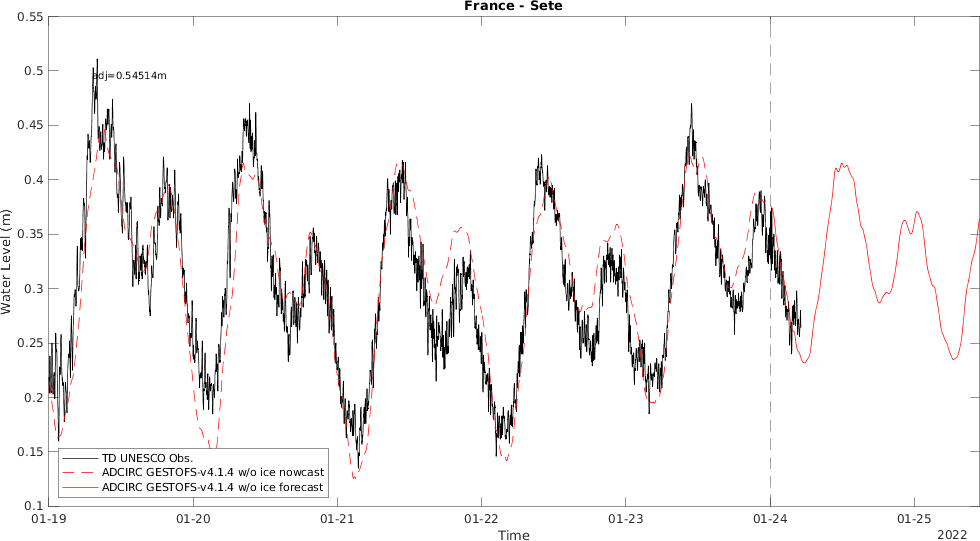 France - Sete
0.55
0.5
0.45
0.4
0.35
0.3
0.25
0.2
0.15
0.1
Water Level (m)
adj=0.54514m
TD UNESCO Obs.
ADCIRC GESTOFS-v4.1.4 w/o ice nowcast
ADCIRC GESTOFS-v4.1.4 w/o ice forecast
01-19 01-20 01-21 01-22 01-23 01-24 01-25
Time
2022